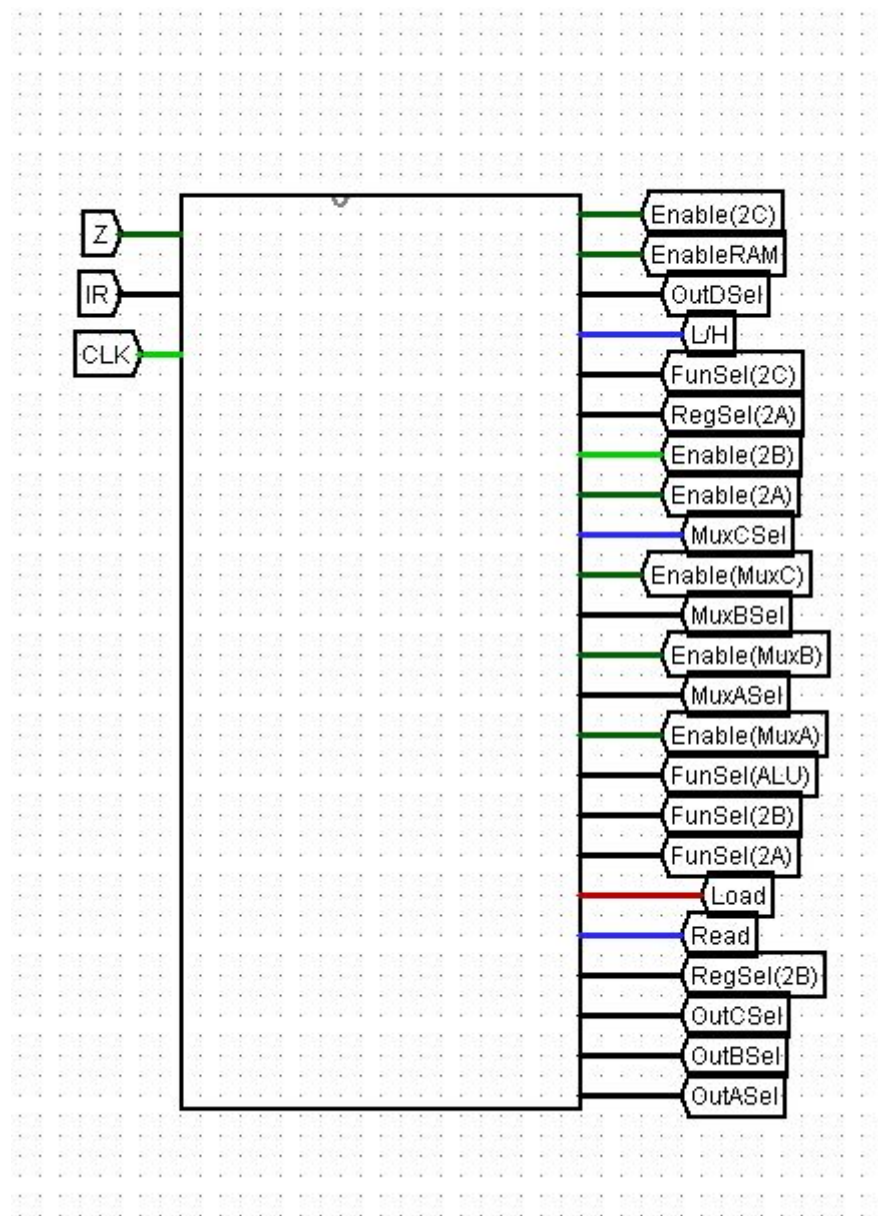 Z
IR
CLK
Enable(2C)
EnableRAM
OutDSel
L/H
FunSel(2C)
RegSel(2A)
Enable(2B)
Enable(2A)
MuxCSel
Enable(MuxC)
MuxBSel
Enable(MuxB)
MuxASel
Enable(MuxA)
FunSel(ALU)
FunSel(2B)
FunSel(2A)
Load
Read
RegSel(2B)
OutCSel
OutBSel
OutASel